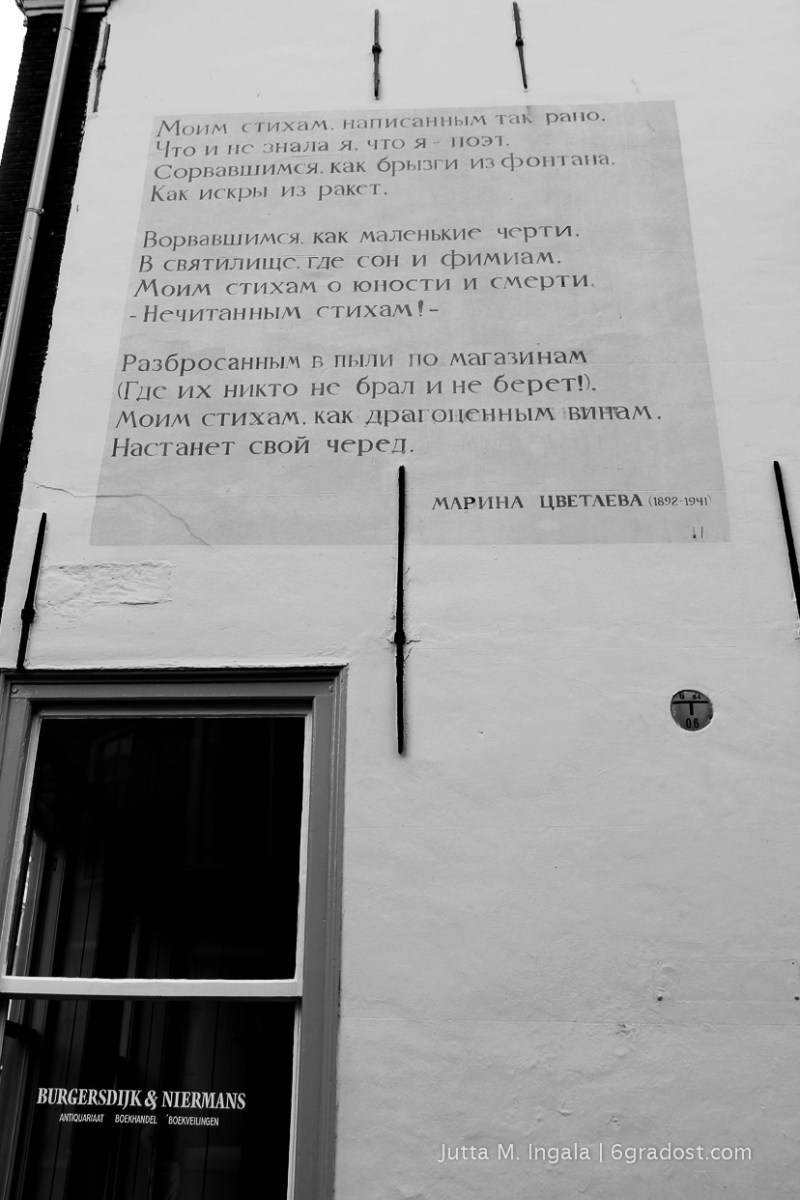 Моим стихам, написанным так рано,
Что и не знала я, что я - поэт.
Сорвавшимся, как брызги из фонтана,
Как искры из ракет.
Ворвавшимся, как маленькие черти,
В святилище, где сон и фимиам.
Моим стихам о юности и смерти,
- Нечитанным стихам! -
Разбросанным в пыли по магазинам
(Где их никто не брал и не берет!),
Моим стихам, как драгоценным винам,
Настанет свой черед.
МАРИНА ЦВЕТАЕВА (1892-1941)
T
06
BURGERSDIJK & NIERMANS
ANTIQUARIAAT BOEKHANDEL BOEKVEILINGEN
Jutta M. Ingala | 6gradost.com